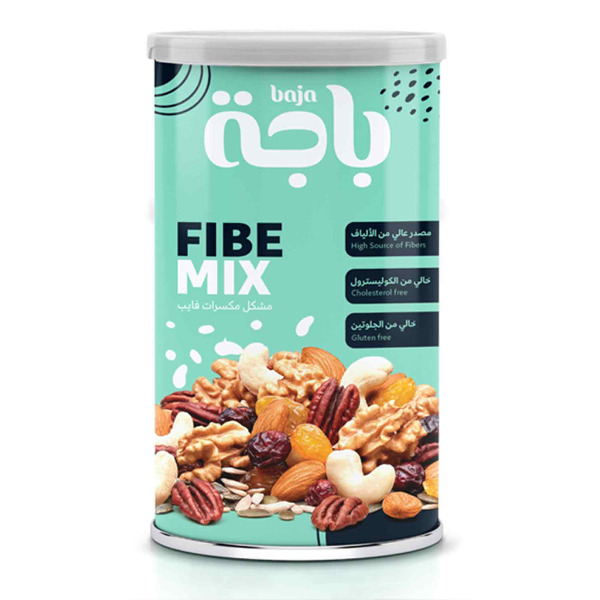 baja
باجة
FIBE
MIX
مشكل مكسرات فايب
مصدر عالي من الألياف
High Source of Fibers
خالي من الكوليسترول
Cholesterol free
خالي من الجلوتين
Gluten free